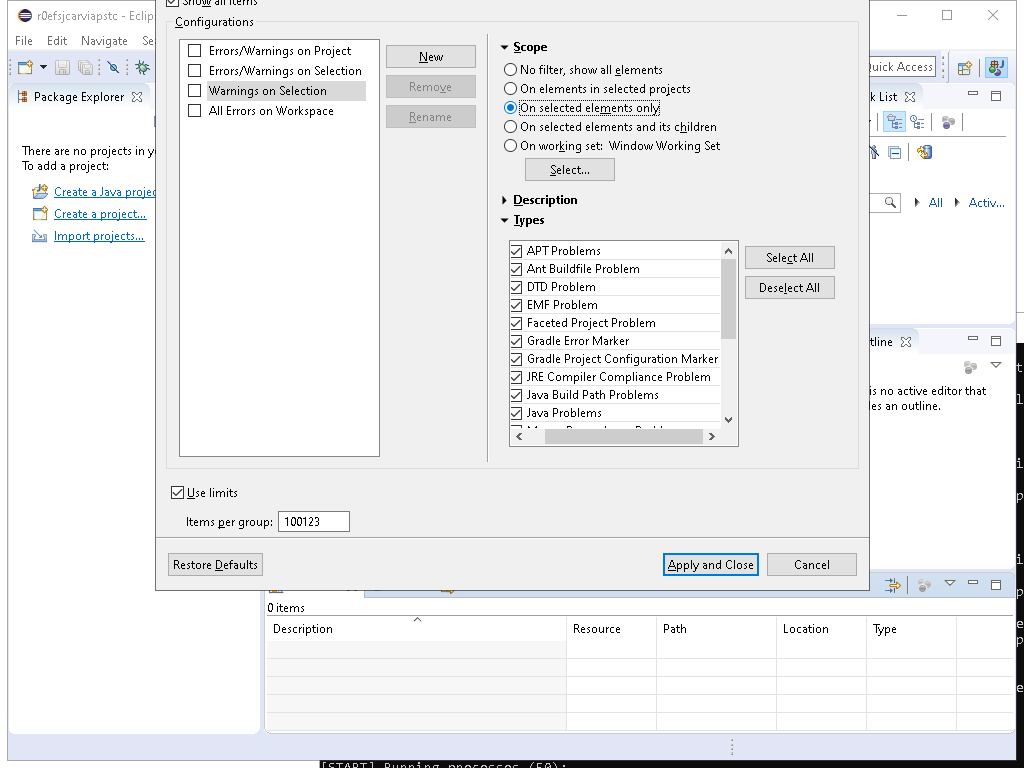 r0efsjcarviapstc - Eclip
Show all items
File Edit Navigate Se
Configurations
Errors/Warnings on Project
Errors/Warnings on Selection
Warnings on Selection
All Errors on Workspace
New
Remove
Rename
Scope
No filter, show all elements
On elements in selected projects
On selected elements only
On selected elements and its children
On working set: Window Working Set
Select...
Description
Types
APT Problems
Ant Buildfile Problem
DTD Problem
EMF Problem
Faceted Project Problem
Gradle Error Marker
Gradle Project Configuration Marker
JRE Compiler Compliance Problem
Java Build Path Problems
Java Problems
Select All
Deselect All
Use limits
Items per group: 100123
Restore Defaults
Apply and Close
Cancel
Package Explorer
There are no projects in y
To add a project:
Create a Java projec
Create a project...
Import projects...
Quick Access
k List
All Activ...
tline
is no active editor that
les an outline.
0 items
Description Resource Path Location Type
[START] Running processes (50):